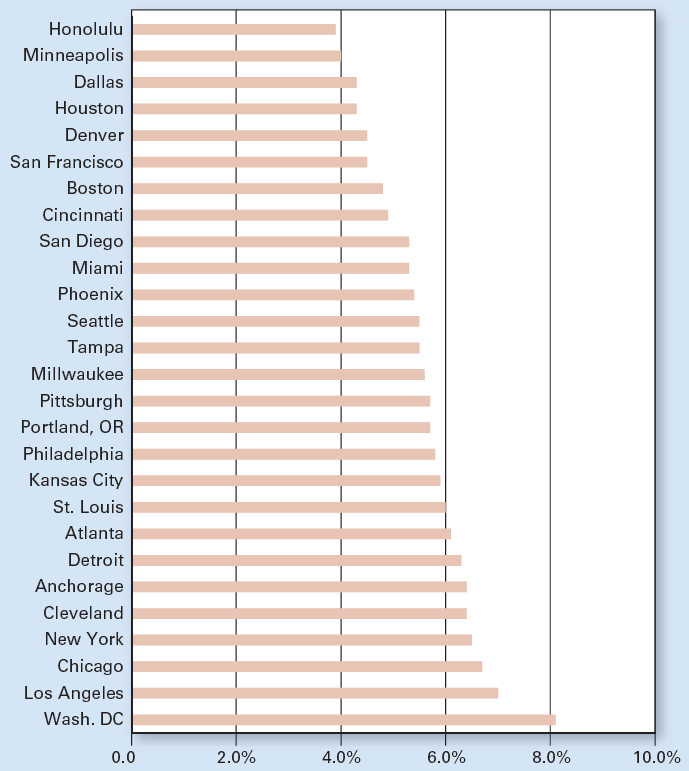 Honolulu
Minneapolis
Dallas
Houston
Denver
San Francisco
Boston
Cincinnati
San Diego
Miami
Phoenix
Seattle
Tampa
Millwaukee
Pittsburgh
Portland, OR
Philadelphia
Kansas City
St. Louis
Atlanta
Detroit
Anchorage
Cleveland
New York
Chicago
Los Angeles
Wash. DC
0.0 2.0% 4.0% 6.0% 8.0% 10.0%